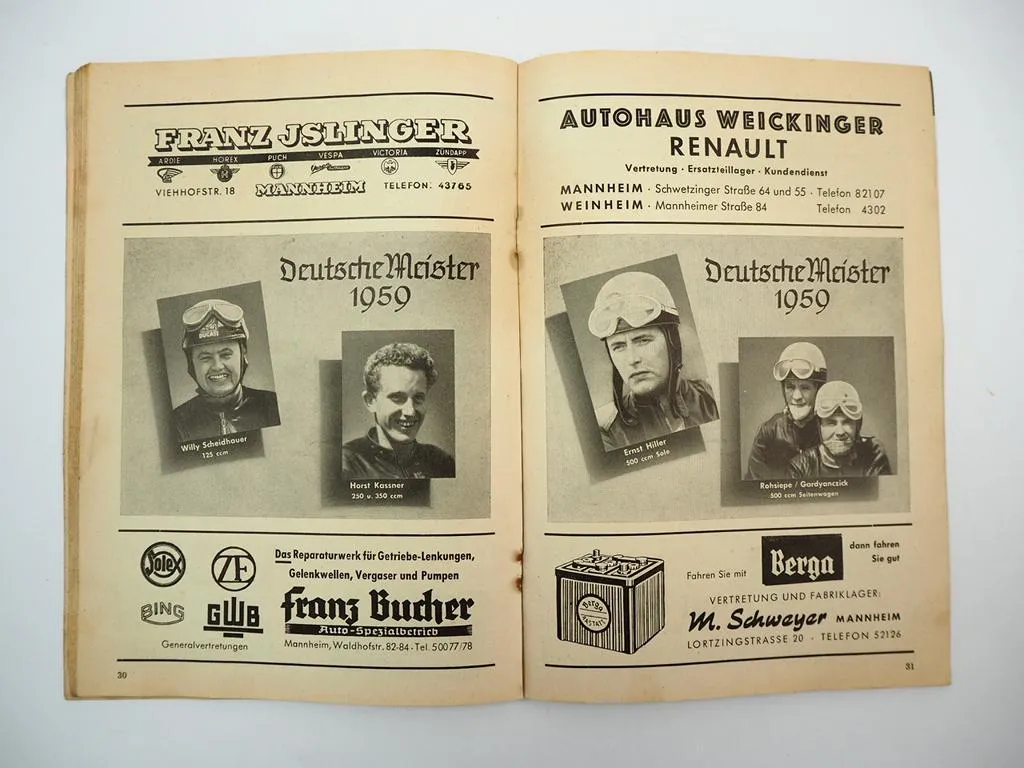 FRANZ JSLINGER
ARDIE HOREX PUCH VESPA VICTORIA ZÜNDAPP
VIEHHOFSTR. 18 MANNHEIM TELEFON: 43765
Deutsche Meister
1959
DUCATI
Willy Scheidhauer
125 ccm
Horst Kassner
250 u. 350 ccm
Solex ZF
BING GWB
Generalvertretungen
Das Reparaturwerk für Getriebe-Lenkungen,
Gelenkwellen, Vergaser und Pumpen
Franz Bucher
Auto-Spezialbetrieb
Mannheim, Waldhofstr. 82-84 · Tel. 50077/78
30
AUTOHAUS WEICKINGER
RENAULT
Vertretung · Ersatzteillager · Kundendienst
MANNHEIM · Schwetzinger Straße 64 und 55 · Telefon 82107
WEINHEIM · Mannheimer Straße 84 Telefon 4302
Deutsche Meister
1959
Ernst Hiller
500 ccm Solo
Rohsiepe / Gardyanczick
500 ccm Seitenwagen
Berga
RASTATT
Fahren Sie mit Berga dann fahren
Sie gut
VERTRETUNG UND FABRIKLAGER:
M. Schweyer MANNHEIM
LORTZINGSTRASSE 20 · TELEFON 52126
31